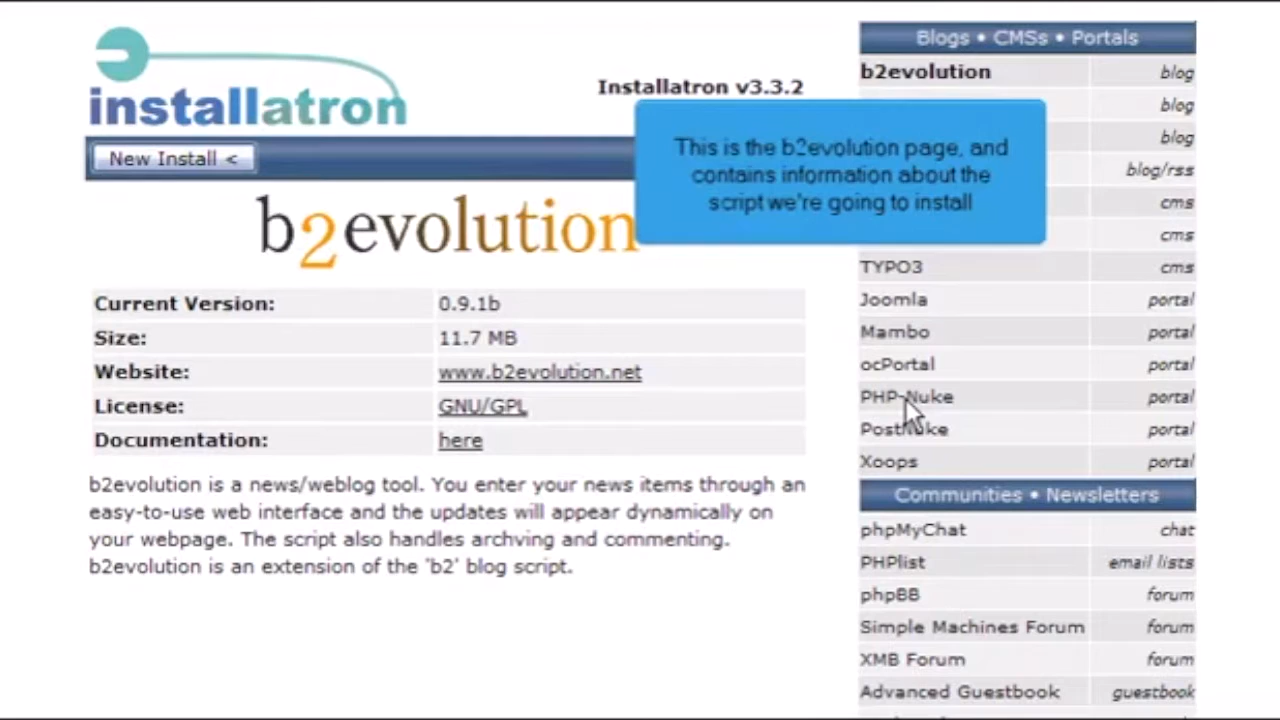 installatron
Installatron v3.3.2
New Install <
This is the b2evolution page, and
contains information about the
script we're going to install
b2evolution
Current Version: 0.9.1b
Size: 11.7 MB
Website: www.b2evolution.net
License: GNU/GPL
Documentation: here
b2evolution is a news/weblog tool. You enter your news items through an
easy-to-use web interface and the updates will appear dynamically on
your webpage. The script also handles archving and commenting.
b2evolution is an extension of the 'b2' blog script.
Blogs • CMSs • Portals
b2evolution blog
blog
blog
blog/rss
cms
cms
TYPO3 cms
Joomla portal
Mambo portal
ocPortal portal
PHP-Nuke portal
PostNuke portal
Xoops portal
Communities • Newsletters
phpMyChat chat
PHPlist email lists
phpBB forum
Simple Machines Forum forum
XMB Forum forum
Advanced Guestbook guestbook